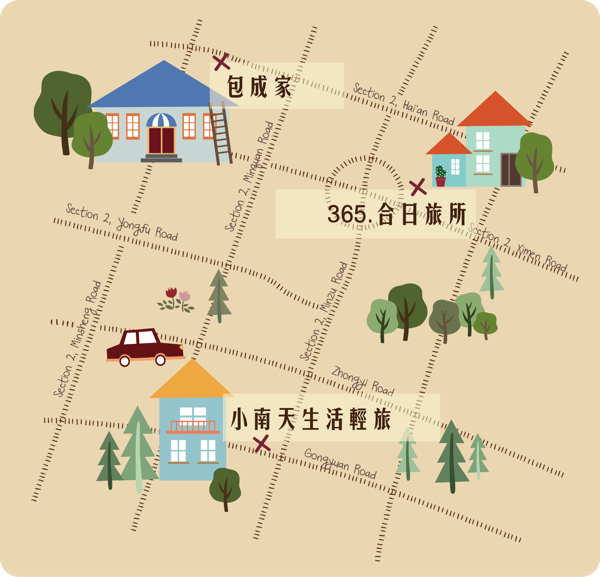 包成家
Section 2, Hai'an Road
Section 2, Minquan Road
365.合日旅所
Section 2, Yongfu Road
Section 2, Ximen Road
Section 2, Minsheng Road
Section 2, Minzu Road
Zhongyi Road
小南天生活輕旅
Gongyuan Road